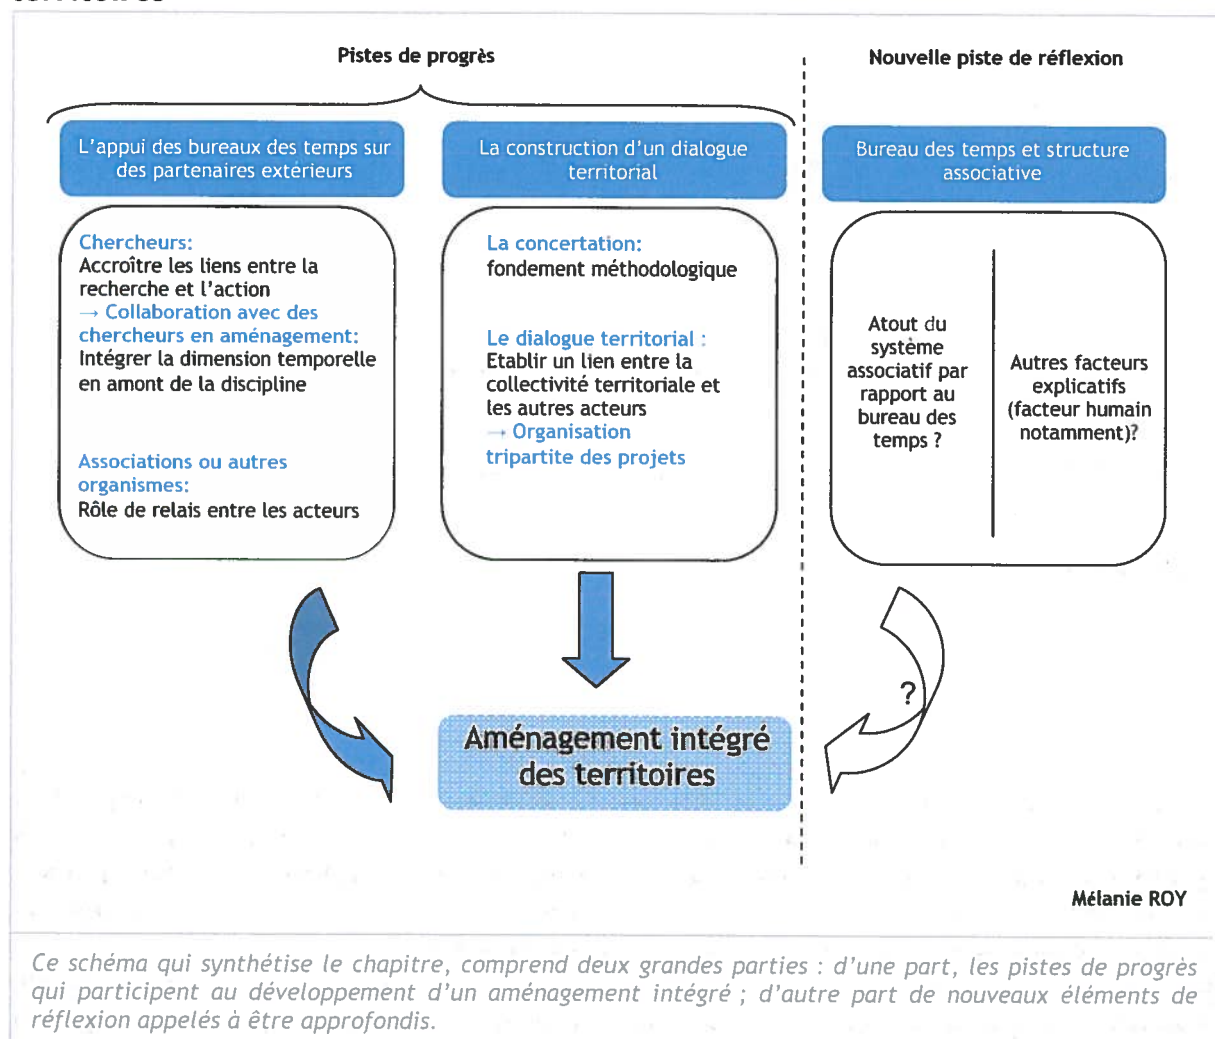 Pistes de progrès
Nouvelle piste de réflexion
L'appui des bureaux des temps sur
des partenaires extérieurs
La construction d'un dialogue
territorial
Bureau des temps et structure
associative
Chercheurs:
Accroître les liens entre la
recherche et l'action
→ Collaboration avec des
chercheurs en aménagement:
Intégrer la dimension temporelle
en amont de la discipline
Associations ou autres
organismes:
Rôle de relais entre les acteurs
La concertation:
fondement méthodologique
Le dialogue territorial :
Etablir un lien entre la
collectivité territoriale et
les autres acteurs
→ Organisation
tripartite des projets
Atout du
système
associatif par
rapport au
bureau des
temps ?
Autres facteurs
explicatifs
(facteur humain
notamment)?
?
Aménagement intégré
des territoires
Mélanie ROY
Ce schéma qui synthétise le chapitre, comprend deux grandes parties : d'une part, les pistes de progrès
qui participent au développement d'un aménagement intégré ; d'autre part de nouveaux éléments de
réflexion appelés à être approfondis.